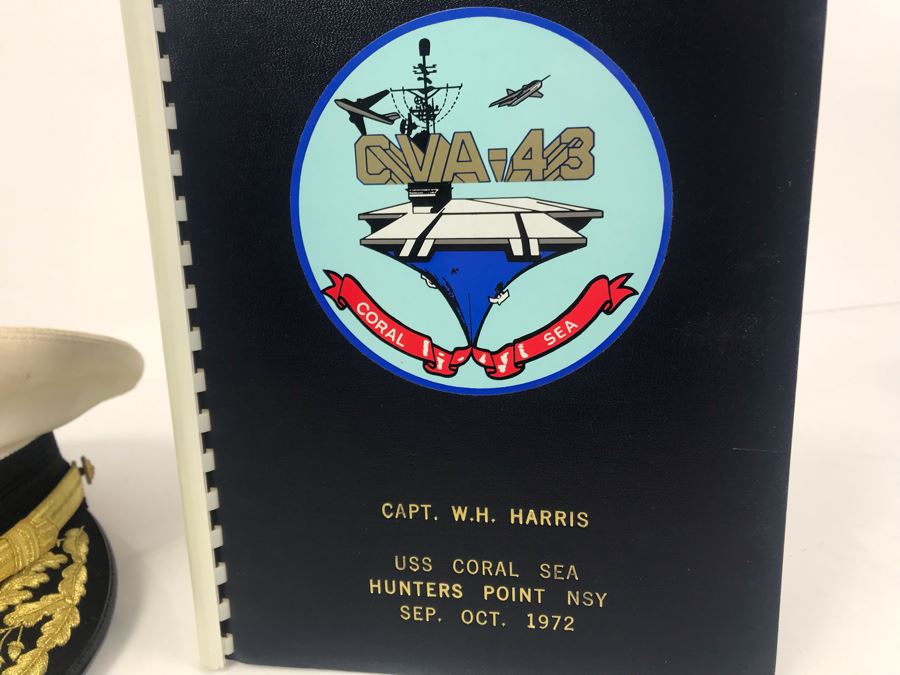 CVA-43
CORAL SEA
CAPT. W.H. HARRIS
USS CORAL SEA
HUNTERS POINT NSY
SEP. OCT. 1972